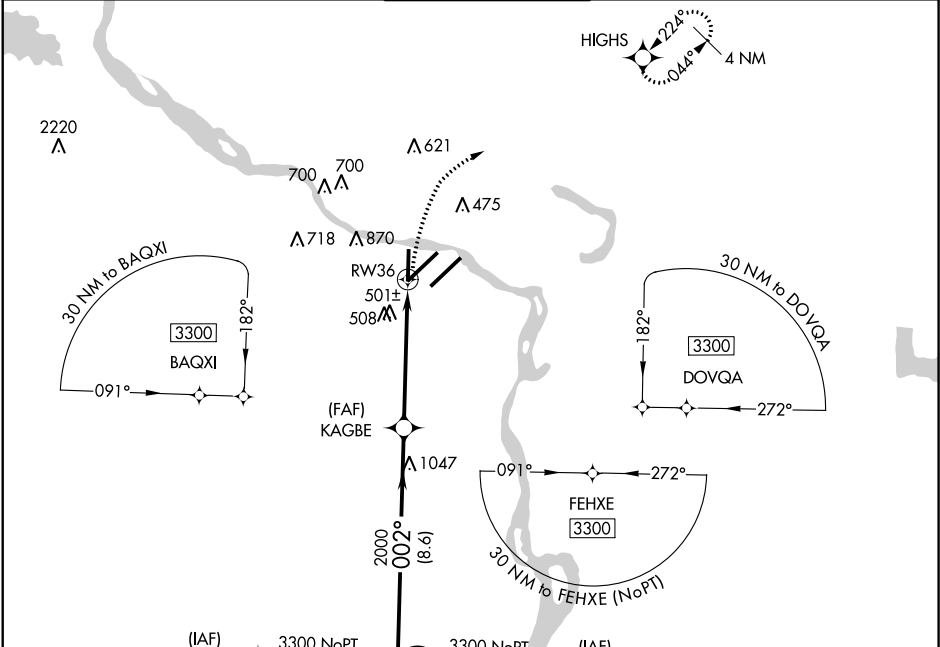 HIGHS
224°
044°
4 NM
2220
621
700
700
475
718
870
RW36
501±
508
30 NM to BAQXI
182°
3300
BAQXI
091°
30 NM to DOVQA
182°
3300
DOVQA
272°
(FAF)
KAGBE
1047
091°
272°
FEHXE
3300
30 NM to FEHXE (NoPT)
2000
002°
(8.6)
(IAF)
3300 NoPT
3300 NoPT
(IAF)